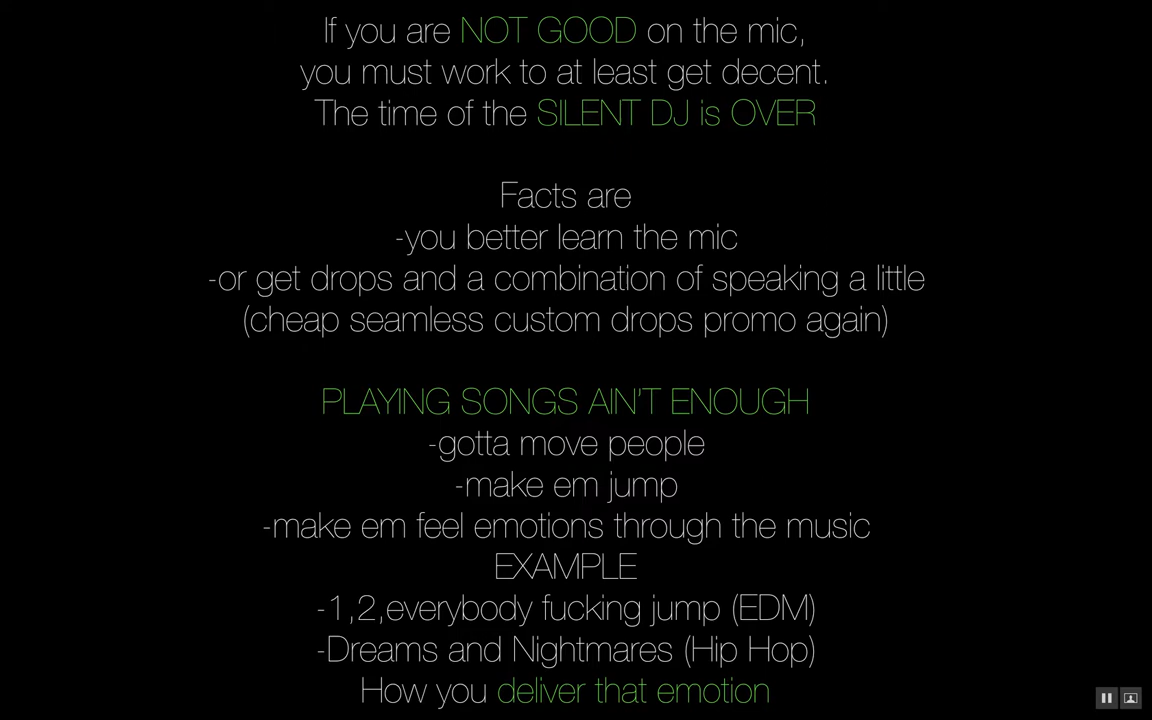 If you are NOT GOOD on the mic,
you must work to at least get decent.
The time of the SILENT DJ is OVER
Facts are
-you better learn the mic
-or get drops and a combination of speaking a little
(cheap seamless custom drops promo again)
PLAYING SONGS AIN'T ENOUGH
-gotta move people
-make em jump
-make em feel emotions through the music
EXAMPLE
-1,2,everybody fucking jump (EDM)
-Dreams and Nightmares (Hip Hop)
How you deliver that emotion